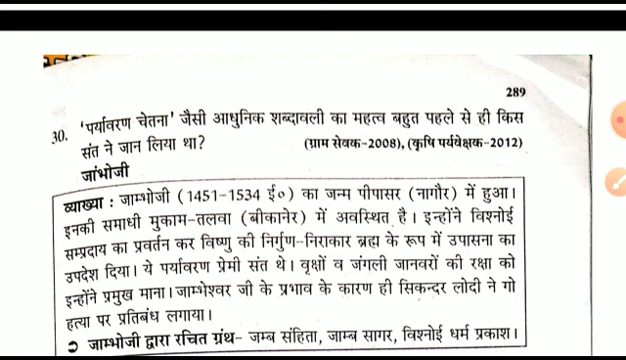 289
30. 'पर्यावरण चेतना' जैसी आधुनिक शब्दावली का महत्व बहुत पहले से ही किस
संत ने जान लिया था? (ग्राम सेवक-2008), (कृषि पर्यवेक्षक-2012)
जांभोजी
व्याख्या : जाम्भोजी (1451-1534 ई०) का जन्म पीपासर (नागौर) में हुआ।
इनकी समाधी मुकाम-तलवा (बीकानेर) में अवस्थित है। इन्होंने विश्नोई
सम्प्रदाय का प्रवर्तन कर विष्णु की निर्गुण-निराकार ब्रह्म के रूप में उपासना का
उपदेश दिया। ये पर्यावरण प्रेमी संत थे। वृक्षों व जंगली जानवरों की रक्षा को
इन्होंने प्रमुख माना। जाम्भेश्वर जी के प्रभाव के कारण ही सिकन्दर लोदी ने गो
हत्या पर प्रतिबंध लगाया।
जाम्भोजी द्वारा रचित ग्रंथ- जम्ब संहिता, जाम्ब सागर, विश्नोई धर्म प्रकाश।